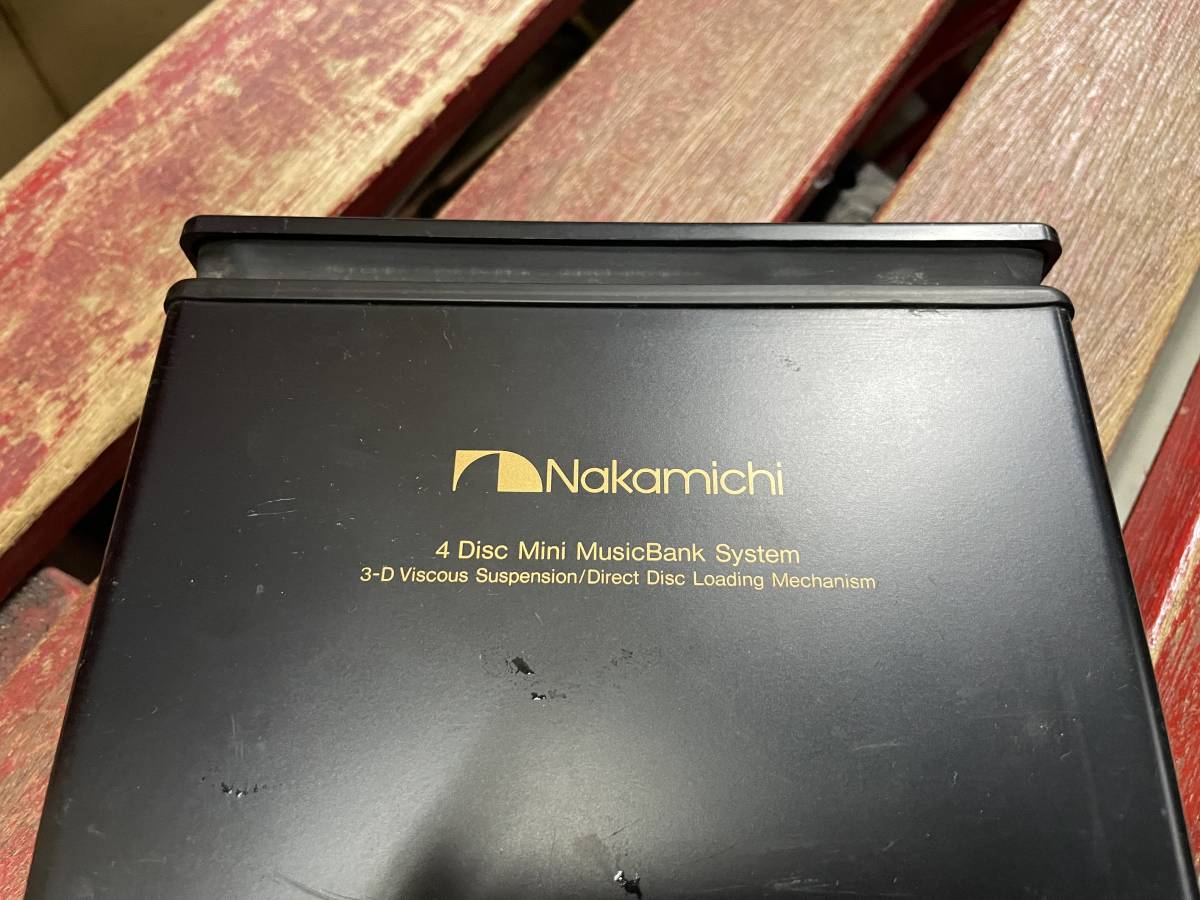 Nakamichi
4 Disc Mini MusicBank System
3-D Viscous Suspension/Direct Disc Loading Mechanism